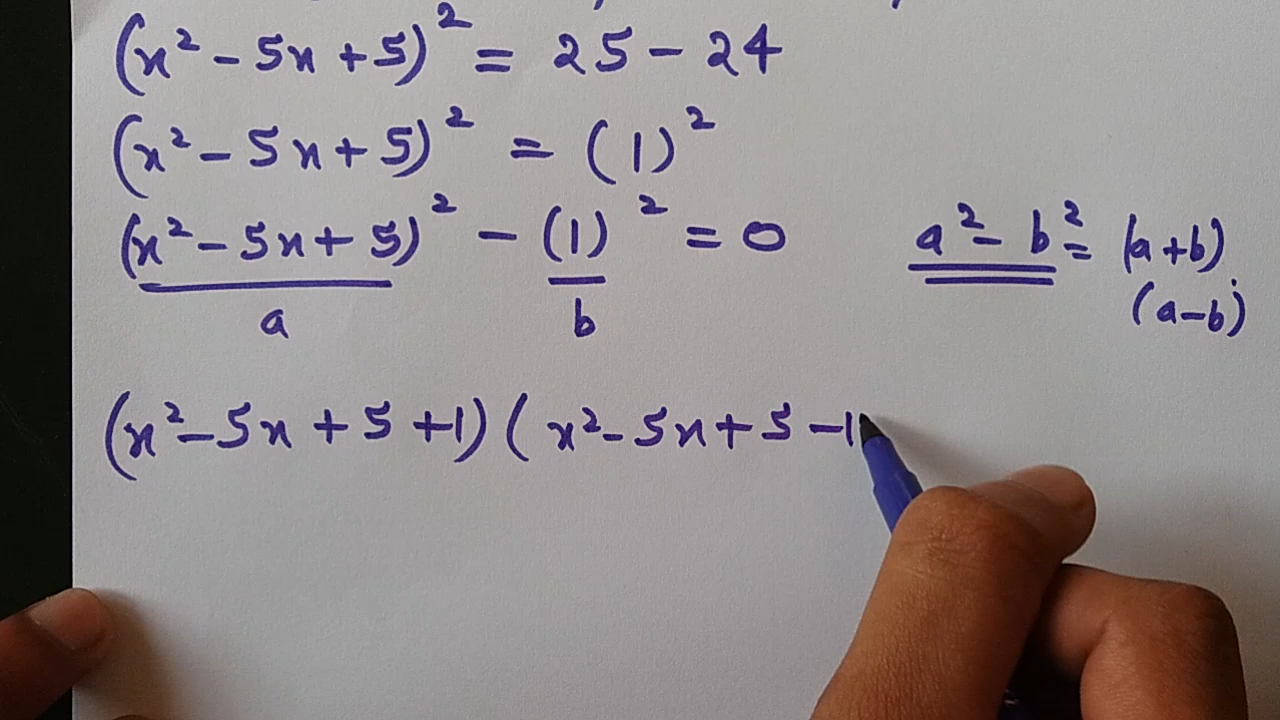 (x² - 5x + 5)² = 25 - 24
(x² - 5x + 5)² = (1)²
(x² - 5x + 5)² - (1)² = 0
a b
a² - b² = (a+b)
(a-b)
(x² - 5x + 5 + 1) ( x² - 5x + 5 - 1